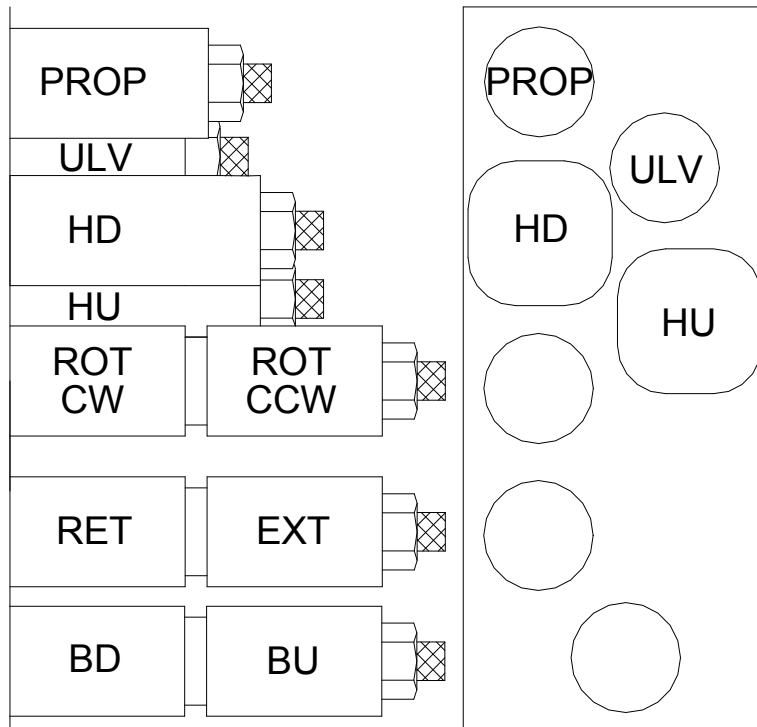 PROP
ULV
HD
HU
ROT CW
ROT CCW
RET
EXT
BD
BU
PROP
ULV
HD
HU